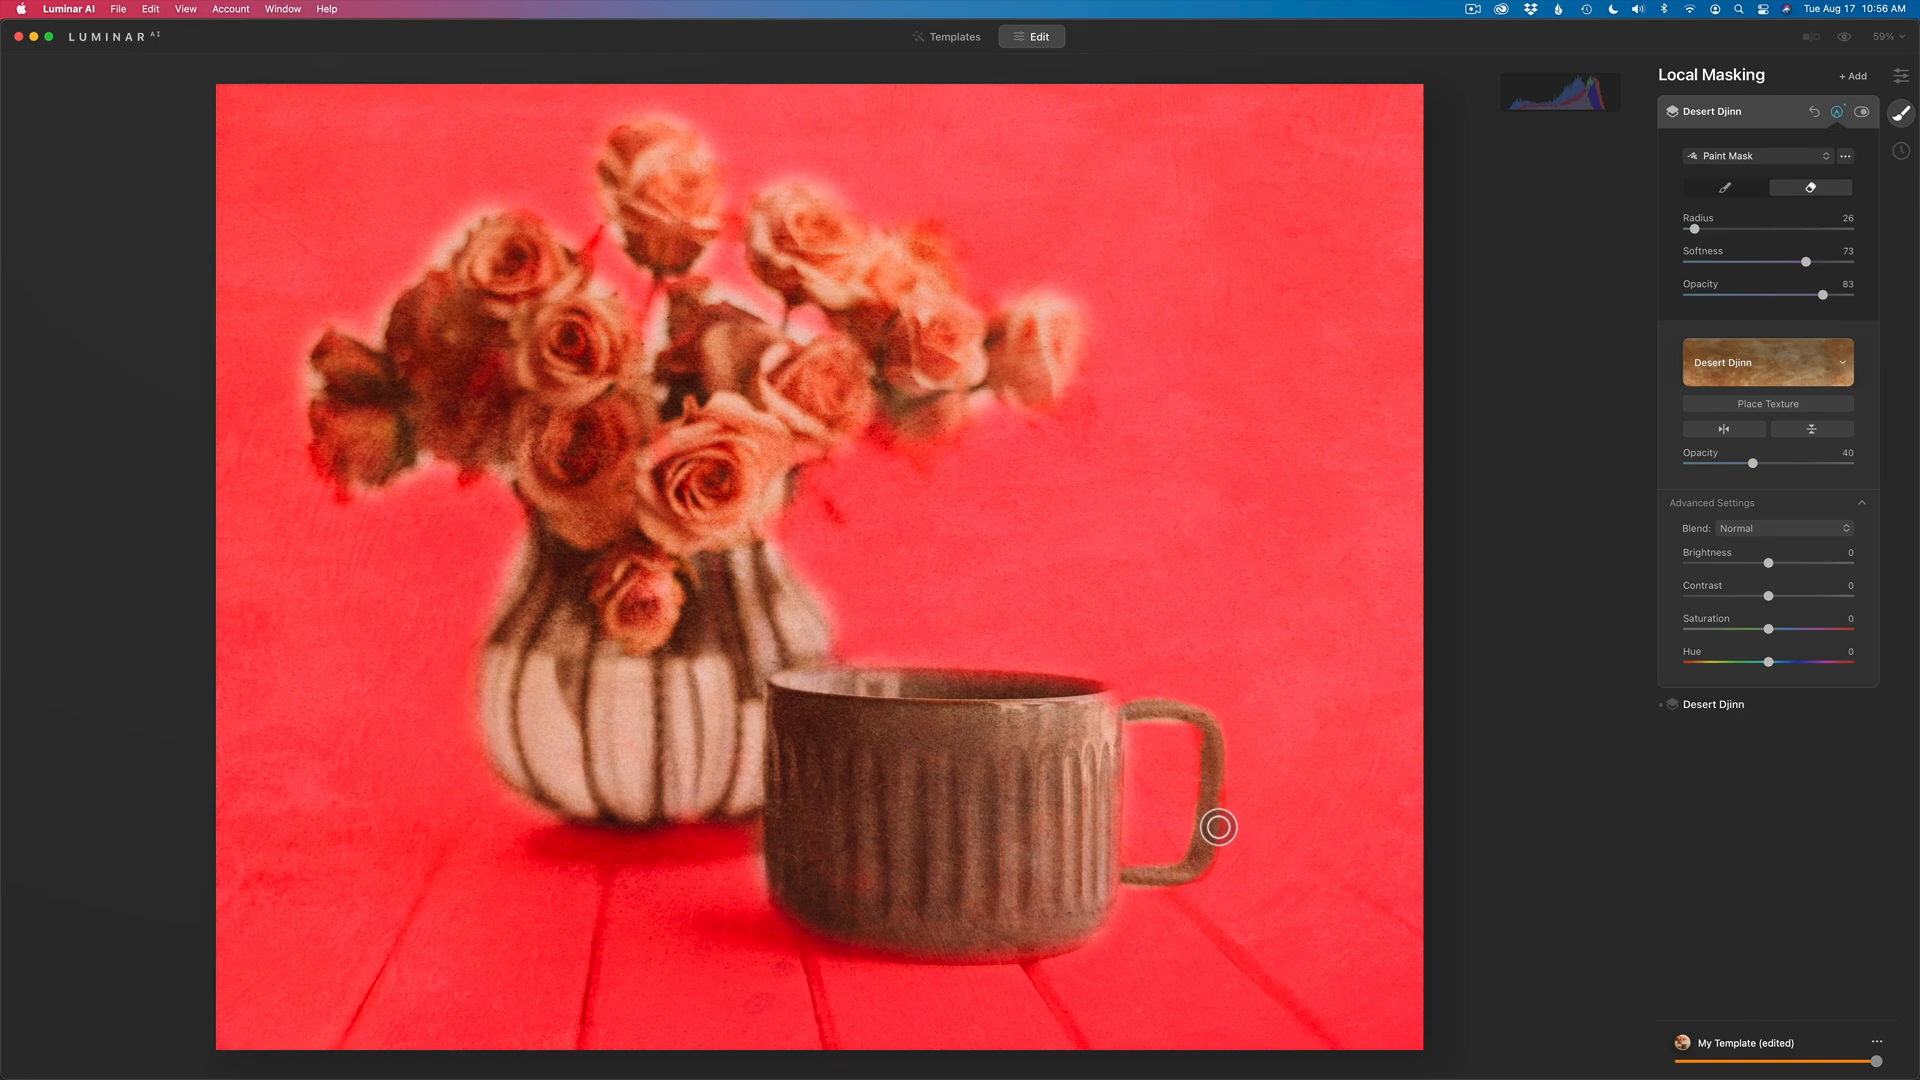 Luminar AI File Edit View Account Window Help Tue Aug 17 10:56 AM
LUMINAR AI Templates Edit 59%
Local Masking + Add
Desert Djinn
Paint Mask
Radius 26
Softness 73
Opacity 83
Desert Djinn
Place Texture
Opacity 40
Advanced Settings
Blend: Normal
Brightness 0
Contrast 0
Saturation 0
Hue 0
Desert Djinn
My Template (edited)